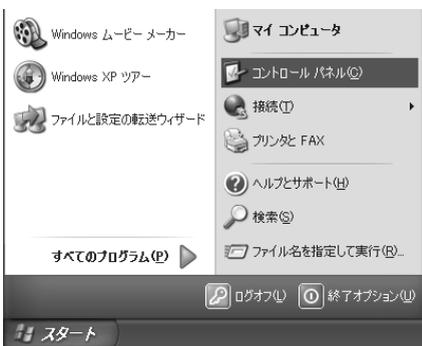 Windows ムービー メーカー
Windows XP ツアー
ファイルと設定の転送ウィザード
すべてのプログラム(P)
マイ コンピュータ
コントロール パネル(C)
接続(T)
プリンタと FAX
ヘルプとサポート(H)
検索(S)
ファイル名を指定して実行(R)...
ログオフ(L)
終了オプション(U)
スタート